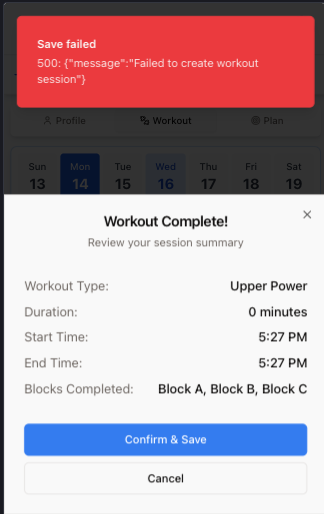 Save failed
500: {"message":"Failed to create workout
session"}
Profile Workout Plan
Sun Mon Tue Wed Thu Fri Sat
13 14 15 16 17 18 19
Workout Complete!
Review your session summary
Workout Type: Upper Power
Duration: 0 minutes
Start Time: 5:27 PM
End Time: 5:27 PM
Blocks Completed: Block A, Block B, Block C
Confirm & Save
Cancel